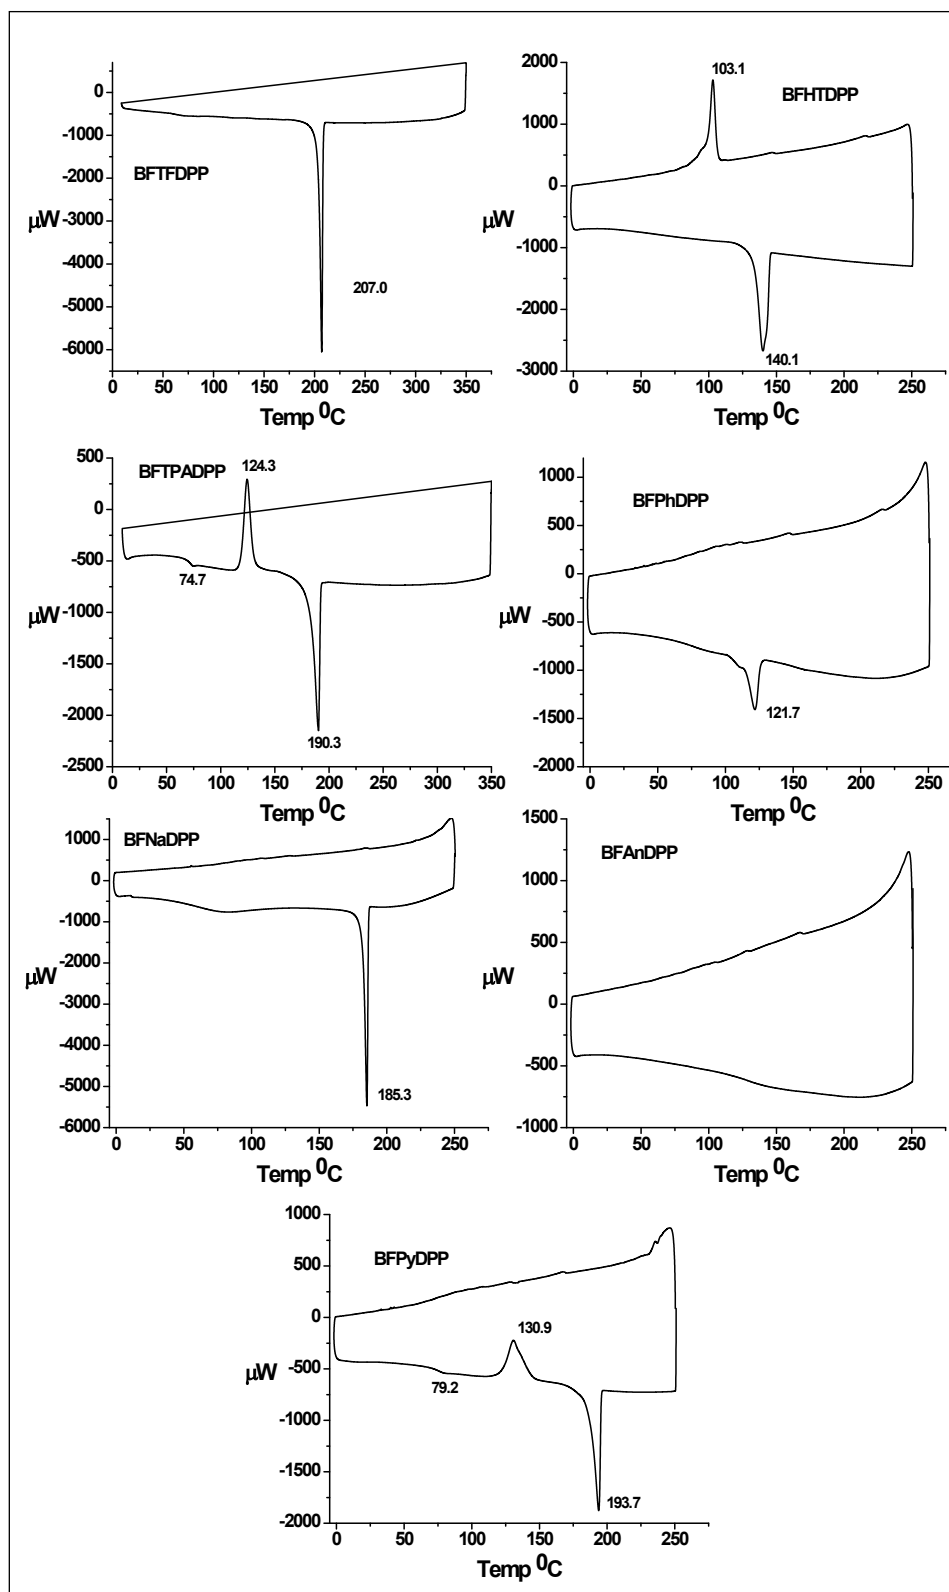 0
-1000
BFTFDPP
-2000
µW
-3000
-4000
207.0
-5000
-6000
0 50 100 150 200 250 300 350
Temp ⁰C
2000
103.1
BFHTDPP
1000
0
µW
-1000
-2000
140.1
-3000
0 50 100 150 200 250
Temp ⁰C
500
BFTPADPP 124.3
0
-500
74.7
µW
-1000
-1500
-2000
190.3
-2500
0 50 100 150 200 250 300 350
Temp ⁰C
1000
BFPhDPP
500
0
µW
-500
-1000
121.7
-1500
-2000
0 50 100 150 200 250
Temp ⁰C
BFNaDPP
1000
0
-1000
µW
-2000
-3000
-4000
-5000
185.3
-6000
0 50 100 150 200 250
Temp ⁰C
1500
BFAnDPP
1000
500
µW
0
-500
-1000
0 50 100 150 200 250
Temp ⁰C
1000
BFPyDPP
500
0
130.9
µW
-500
79.2
-1000
-1500
193.7
-2000
0 50 100 150 200 250
Temp ⁰C